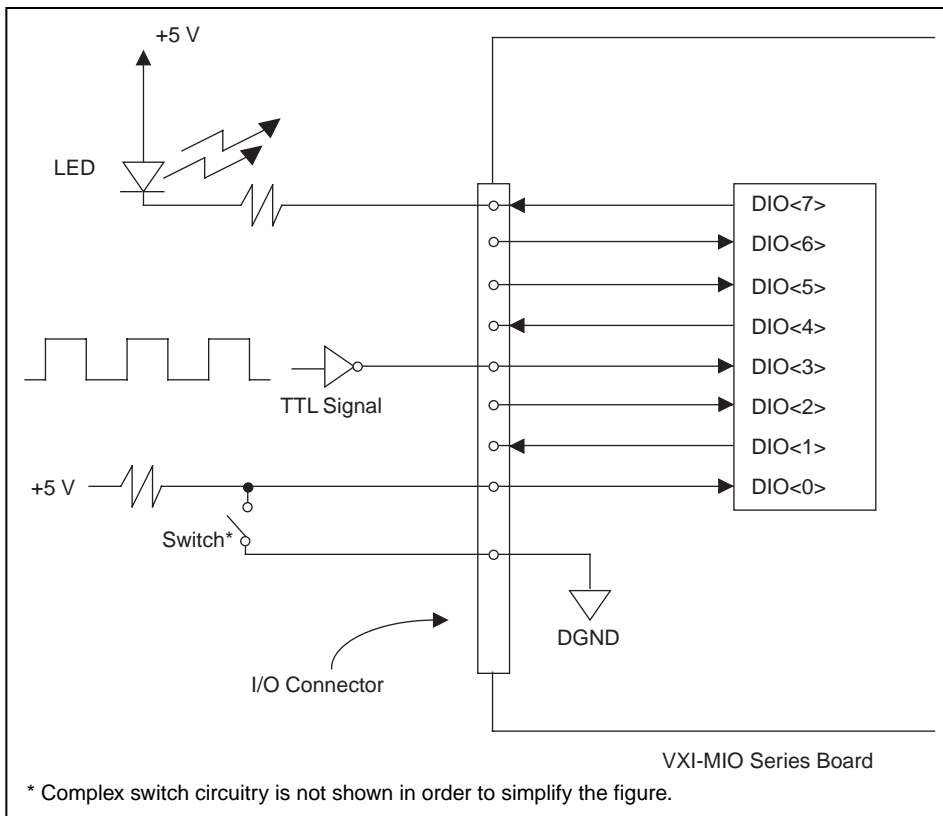 +5 V
LED
DIO<7>
DIO<6>
DIO<5>
DIO<4>
DIO<3>
TTL Signal
DIO<2>
DIO<1>
+5 V
DIO<0>
Switch*
DGND
I/O Connector
VXI-MIO Series Board
* Complex switch circuitry is not shown in order to simplify the figure.